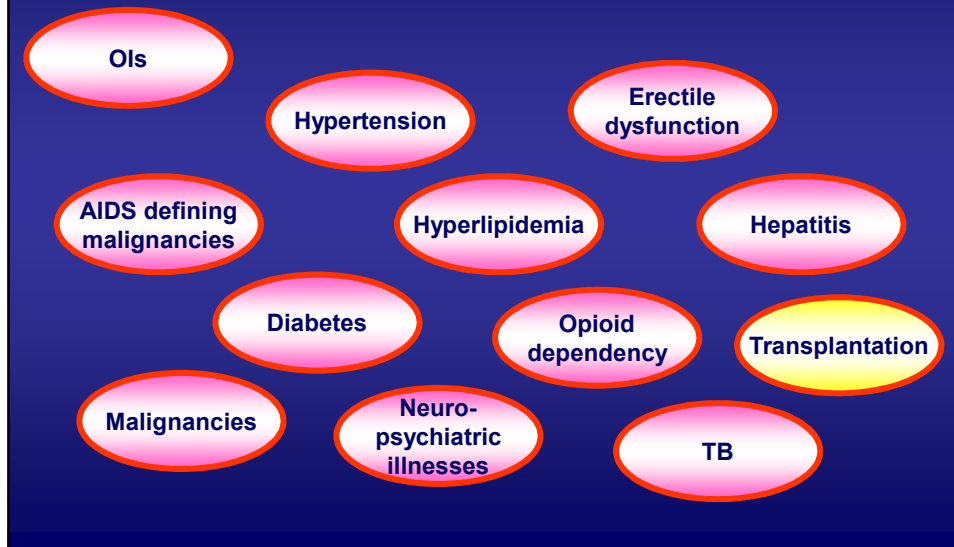 OIs
Hypertension
Erectile
dysfunction
AIDS defining
malignancies
Hyperlipidemia
Hepatitis
Diabetes
Opioid
dependency
Transplantation
Malignancies
Neuro-
psychiatric
illnesses
TB